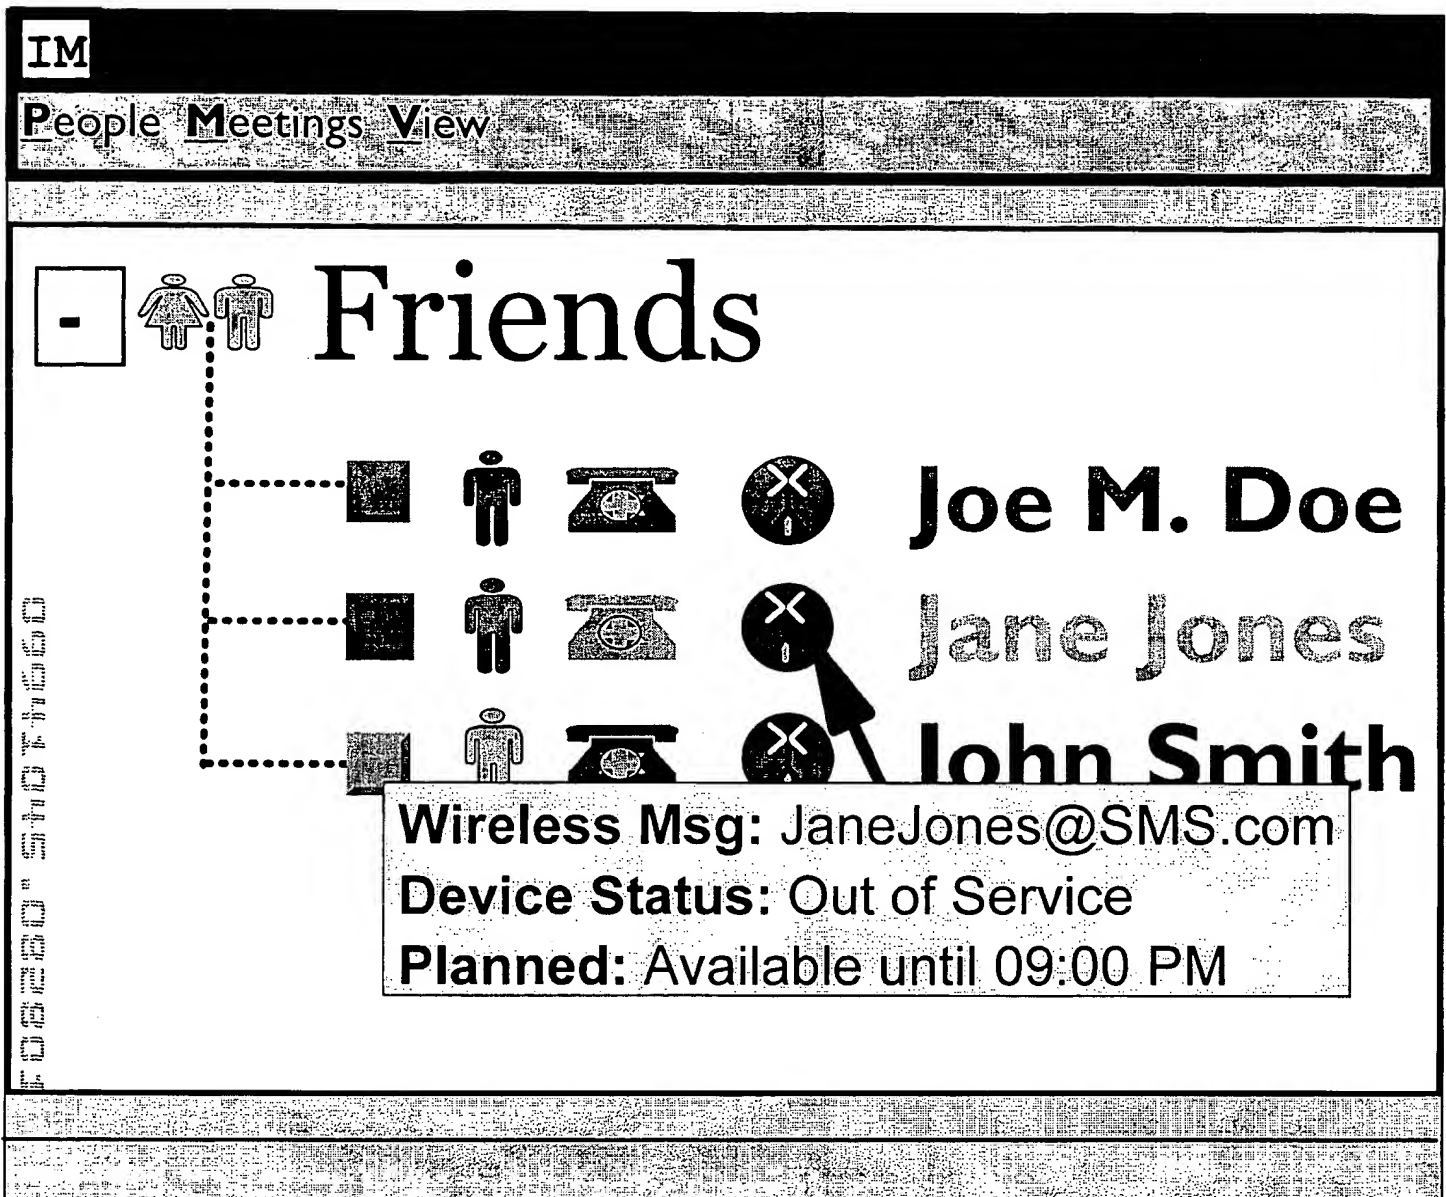 IM
People Meetings View
- Friends
Joe M. Doe
Jane Jones
John Smith
Wireless Msg: JaneJones@SMS.com
Device Status: Out of Service
Planned: Available until 09:00 PM